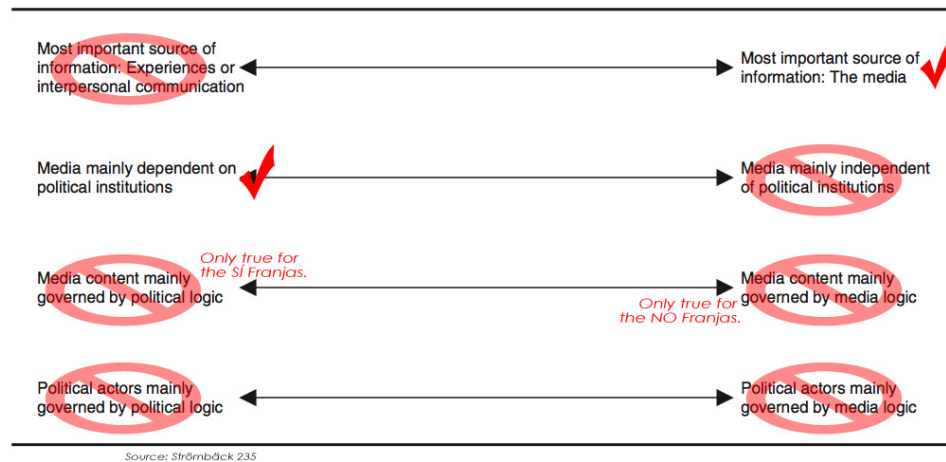 Most important source of
information: Experiences or
interpersonal communication
Most important source of
information: The media
Media mainly dependent on
political institutions
Media mainly independent
of political institutions
Only true for
the SÍ Franjas.
Media content mainly
governed by political logic
Media content mainly
governed by media logic
Only true for
the NO Franjas.
Political actors mainly
governed by political logic
Political actors mainly
governed by media logic
Source: Strömbäck 235